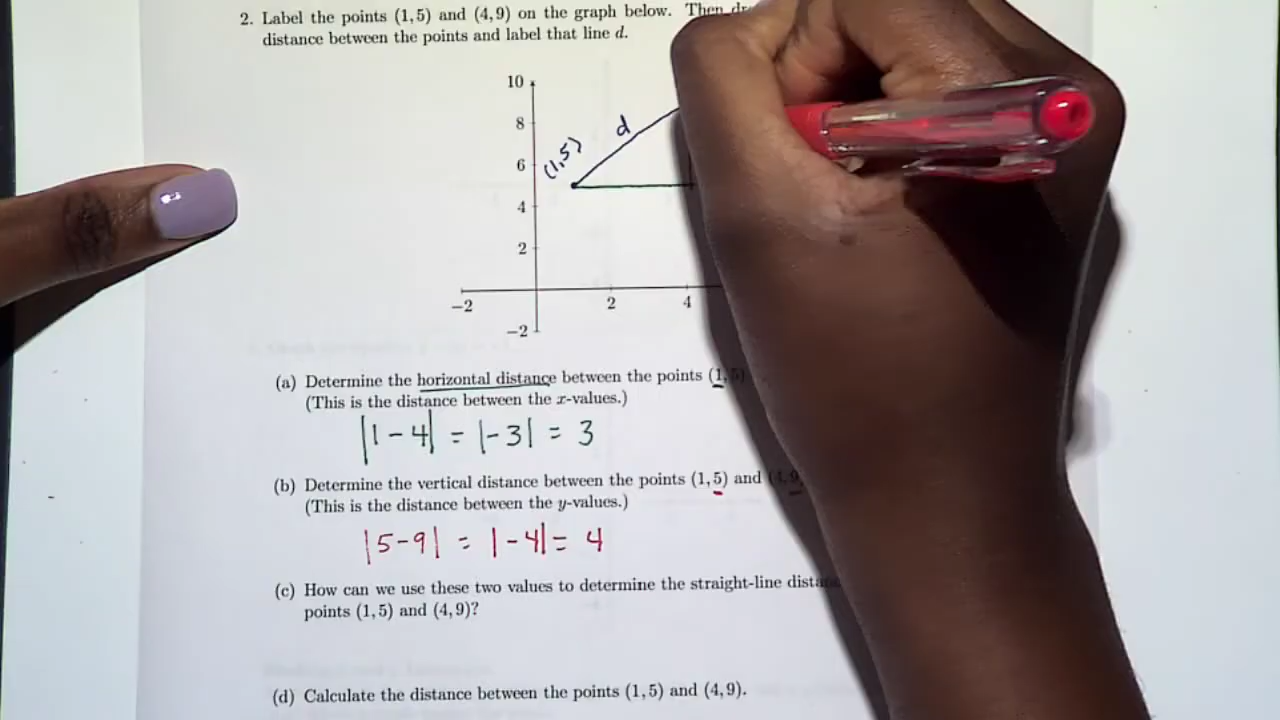 2. Label the points (1, 5) and (4, 9) on the graph below. Then
distance between the points and label that line d.
10
8
6
4
2
-2
2
4
-2
(1,5)
d
(a) Determine the horizontal distance between the points (1, 5)
(This is the distance between the x-values.)
|1-4| = |-3| = 3
(b) Determine the vertical distance between the points (1, 5) and
(This is the distance between the y-values.)
|5-9| = |-4| = 4
(c) How can we use these two values to determine the straight-line
points (1, 5) and (4, 9)?
(d) Calculate the distance between the points (1, 5) and (4, 9).